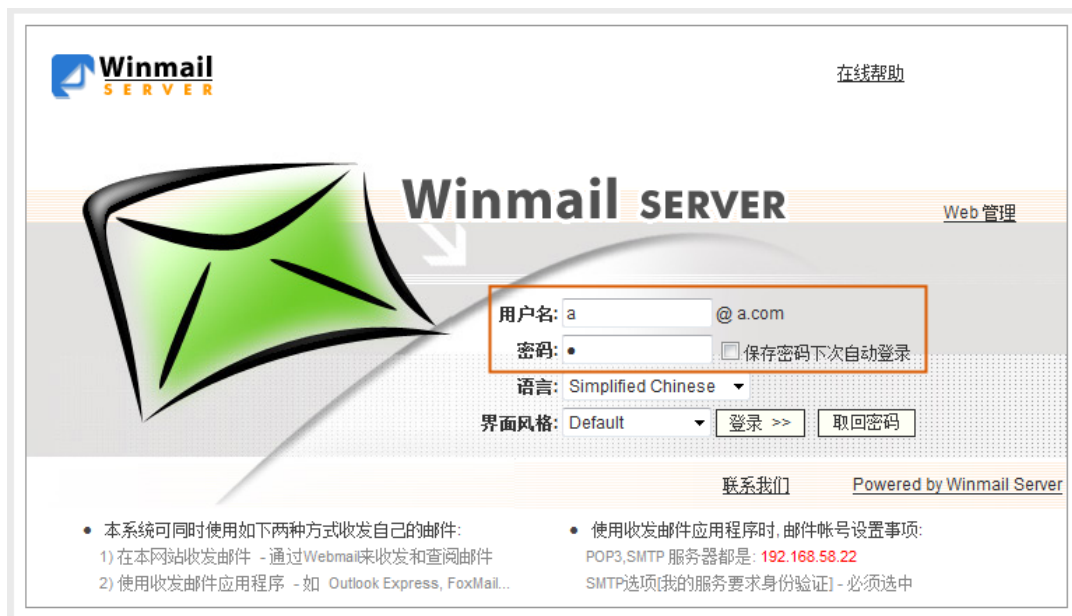 Winmail
SERVER
在线帮助
Winmail SERVER
Web 管理
用户名: a @ a.com
密码: ● 保存密码下次自动登录
语言: Simplified Chinese
界面风格: Default 登录 >> 取回密码
联系我们 Powered by Winmail Server
● 本系统可同时使用如下两种方式收发自己的邮件:
1) 在本网站收发邮件 - 通过Webmail来收发和查阅邮件
2) 使用收发邮件应用程序 - 如 Outlook Express, FoxMail...
● 使用收发邮件应用程序时, 邮件帐号设置事项:
POP3,SMTP 服务器都是: 192.168.58.22
SMTP选项[我的服务要求身份验证] - 必须选中